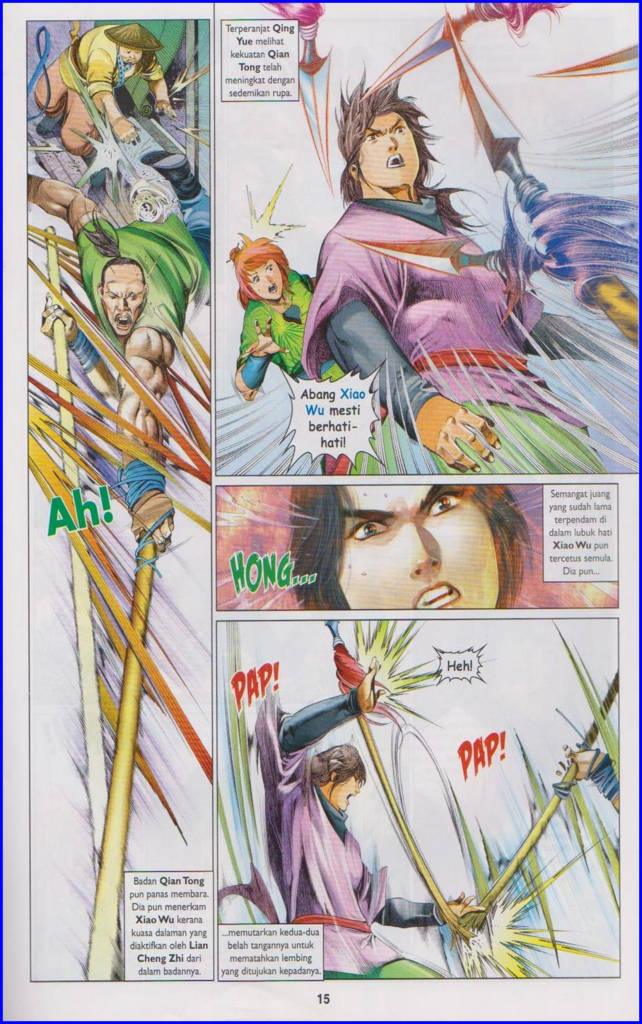 Ah!
Badan Qian Tong
pun panas membara.
Dia pun menerkam
Xiao Wu kerana
kuasa dalaman yang
diaktifkan oleh Lian
Cheng Zhi dari
dalam badannya.
Terperanjat Qing
Yue melihat
kekuatan Qian
Tong telah
meningkat dengan
sedemikian rupa.
Abang Xiao
Wu mesti
berhati-
hati!
HONG...
Semangat juang
yang sudah lama
terpendam di
dalam lubuk hati
Xiao Wu pun
tercetus semula.
Dia pun...
PAP!
Heh!
PAP!
...memutarkan kedua-dua
belah tangannya untuk
mematahkan lembing
yang ditujukan kepadanya.
15